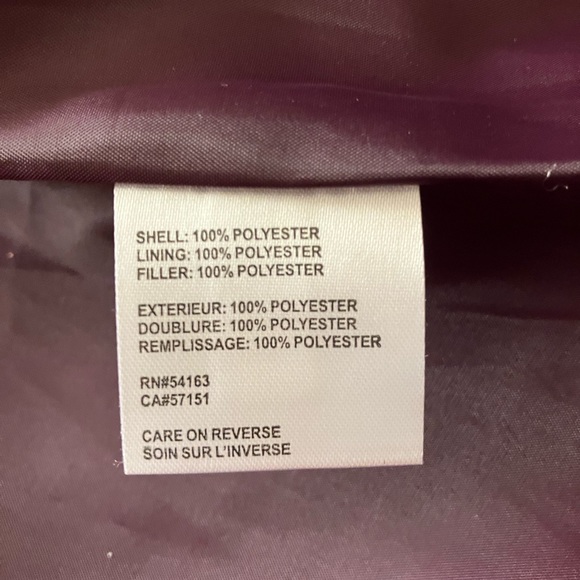 SHELL: 100% POLYESTER
LINING: 100% POLYESTER
FILLER: 100% POLYESTER
EXTERIEUR: 100% POLYESTER
DOUBLURE: 100% POLYESTER
REMPLISSAGE: 100% POLYESTER
RN#54163
CA#57151
CARE ON REVERSE
SOIN SUR L'INVERSE